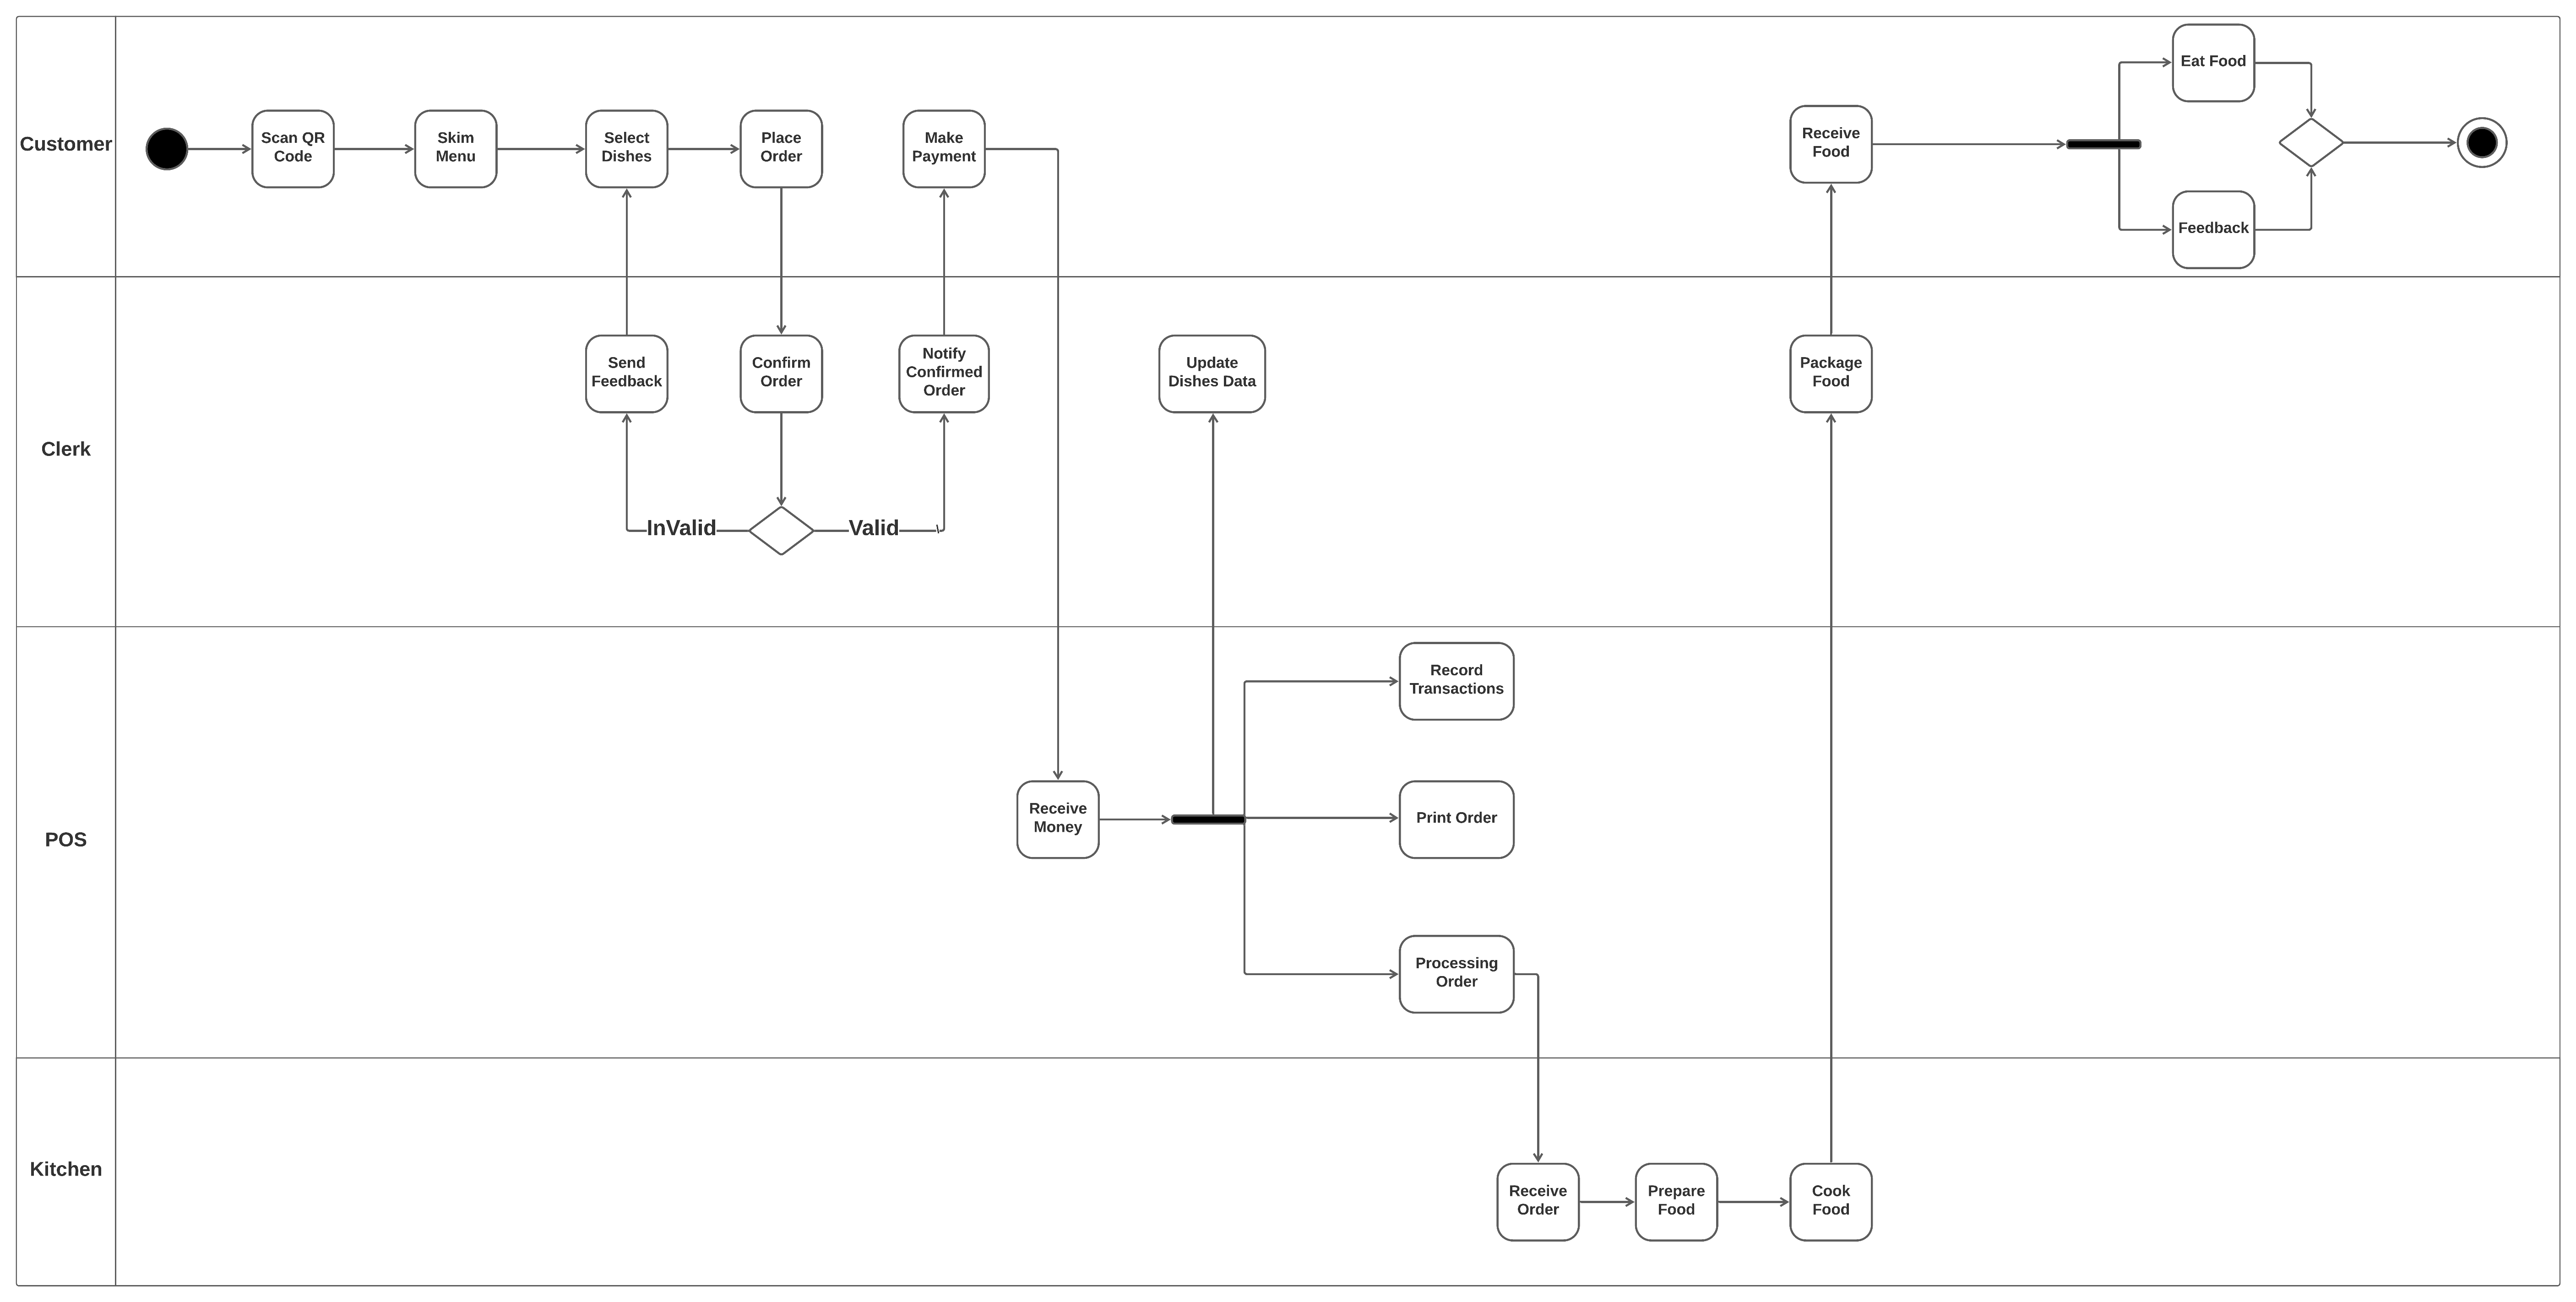 Customer
Scan QR
Code
Skim
Menu
Select
Dishes
Place
Order
Make
Payment
Receive
Food
Eat Food
Feedback
Clerk
Send
Feedback
Confirm
Order
Notify
Confirmed
Order
Update
Dishes Data
Package
Food
InValid
Valid
POS
Record
Transactions
Receive
Money
Print Order
Processing
Order
Kitchen
Receive
Order
Prepare
Food
Cook
Food